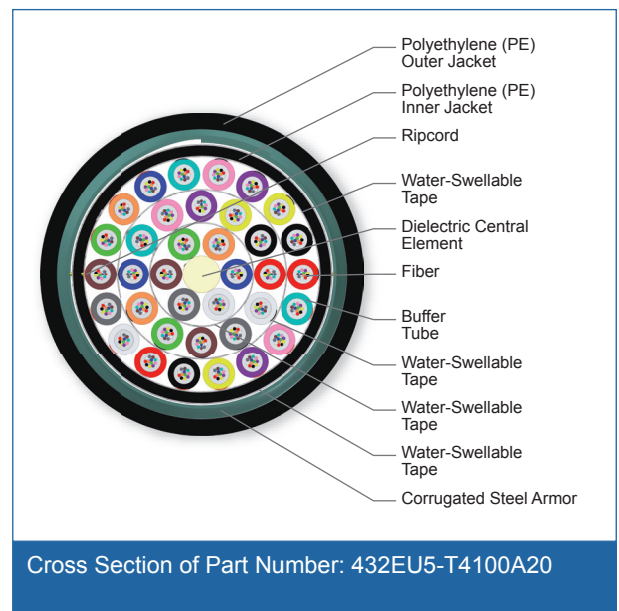 Polyethylene (PE)
Outer Jacket
Polyethylene (PE)
Inner Jacket
Ripcord
Water-Swellable
Tape
Dielectric Central
Element
Fiber
Buffer
Tube
Water-Swellable
Tape
Water-Swellable
Tape
Water-Swellable
Tape
Corrugated Steel Armor
Cross Section of Part Number: 432EU5-T4100A20